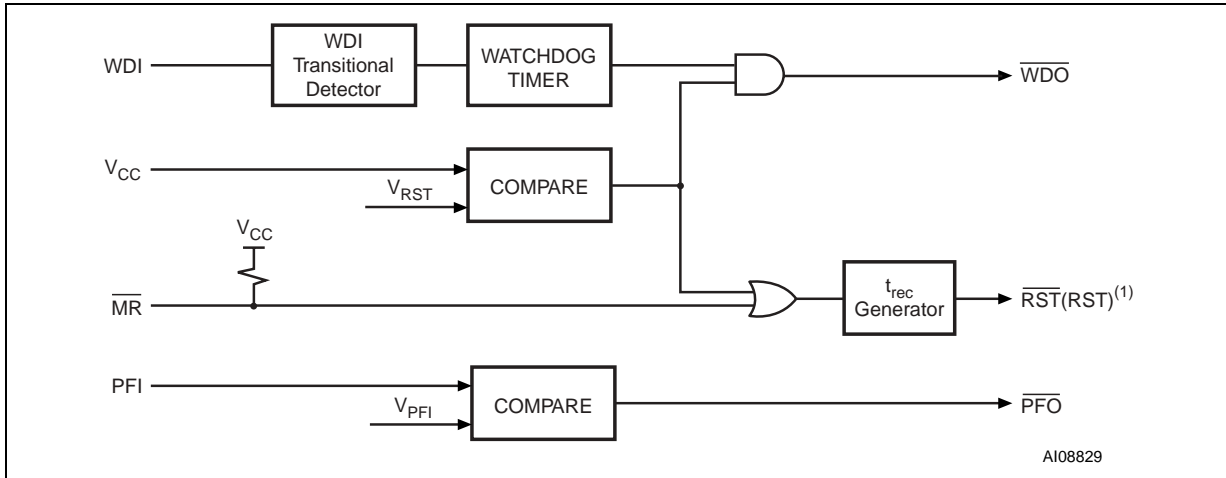 WDI
WDI
Transitional
Detector
WATCHDOG
TIMER
WDO
VCC
VRST
COMPARE
VCC
MR
trec
Generator
RST(RST)(1)
PFI
VPFI
COMPARE
PFO
AI08829